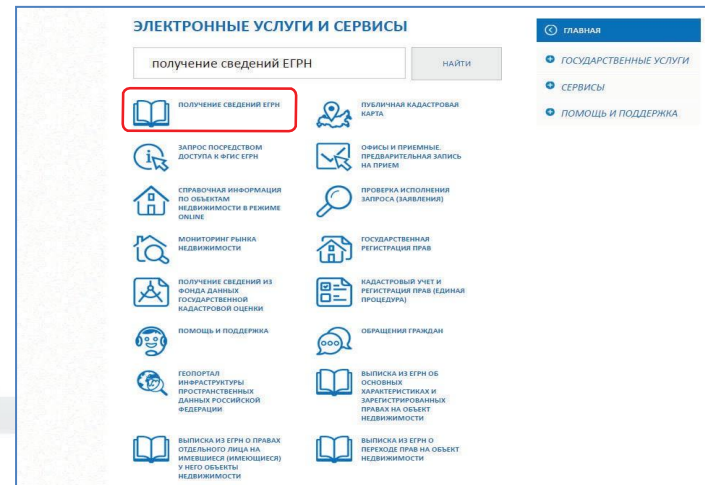 ЭЛЕКТРОННЫЕ УСЛУГИ И СЕРВИСЫ
получение сведений ЕГРН
НАЙТИ
ПОЛУЧЕНИЕ СВЕДЕНИЙ ЕГРН
ПУБЛИЧНАЯ КАДАСТРОВАЯ
КАРТА
ЗАПРОС ПОСРЕДСТВОМ
ДОСТУПА К ФГИС ЕГРН
ОФИСЫ И ПРИЕМНЫЕ.
ПРЕДВАРИТЕЛЬНАЯ ЗАПИСЬ
НА ПРИЕМ
СПРАВОЧНАЯ ИНФОРМАЦИЯ
ПО ОБЪЕКТАМ
НЕДВИЖИМОСТИ В РЕЖИМЕ
ONLINE
ПРОВЕРКА ИСПОЛНЕНИЯ
ЗАПРОСА (ЗАЯВЛЕНИЯ)
МОНИТОРИНГ РЫНКА
НЕДВИЖИМОСТИ
ГОСУДАРСТВЕННАЯ
РЕГИСТРАЦИЯ ПРАВ
ПОЛУЧЕНИЕ СВЕДЕНИЙ ИЗ
ФОНДА ДАННЫХ
ГОСУДАРСТВЕННОЙ
КАДАСТРОВОЙ ОЦЕНКИ
КАДАСТРОВЫЙ УЧЕТ И
РЕГИСТРАЦИЯ ПРАВ (ЕДИНАЯ
ПРОЦЕДУРА)
ПОМОЩЬ И ПОДДЕРЖКА
ОБРАЩЕНИЯ ГРАЖДАН
ГЕОПОРТАЛ
ИНФРАСТРУКТУРЫ
ПРОСТРАНСТВЕННЫХ
ДАННЫХ РОССИЙСКОЙ
ФЕДЕРАЦИИ
ВЫПИСКА ИЗ ЕГРН ОБ
ОСНОВНЫХ
ХАРАКТЕРИСТИКАХ И
ЗАРЕГИСТРИРОВАННЫХ
ПРАВАХ НА ОБЪЕКТ
НЕДВИЖИМОСТИ
ВЫПИСКА ИЗ ЕГРН О ПРАВАХ
ОТДЕЛЬНОГО ЛИЦА НА
ИМЕВШИЕСЯ (ИМЕЮЩИЕСЯ)
У НЕГО ОБЪЕКТЫ
НЕДВИЖИМОСТИ
ВЫПИСКА ИЗ ЕГРН О
ПЕРЕХОДЕ ПРАВ НА ОБЪЕКТ
НЕДВИЖИМОСТИ
ГЛАВНАЯ
ГОСУДАРСТВЕННЫЕ УСЛУГИ
СЕРВИСЫ
ПОМОЩЬ И ПОДДЕРЖКА